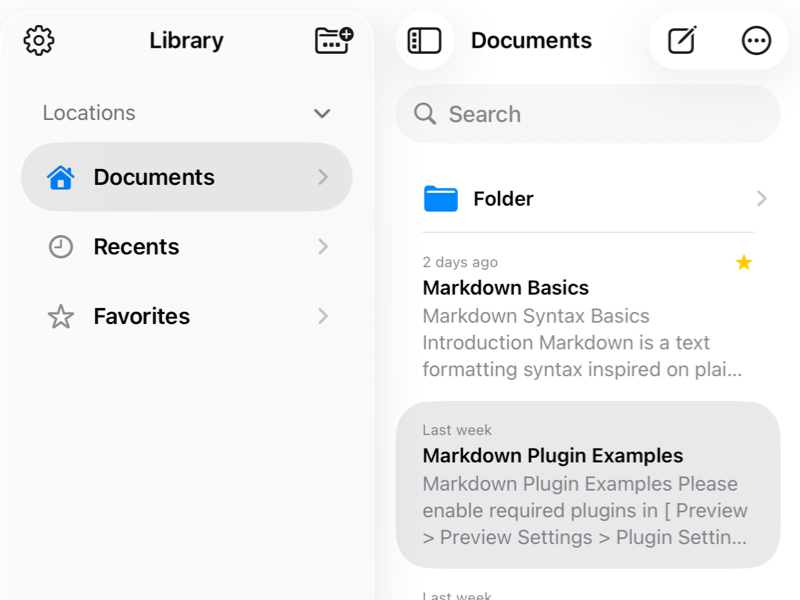 Library
Locations
Documents
Recents
Favorites
Documents
Search
Folder
2 days ago
Markdown Basics
Markdown Syntax Basics
Introduction Markdown is a text
formatting syntax inspired on plai...
Last week
Markdown Plugin Examples
Markdown Plugin Examples Please
enable required plugins in [ Preview
> Preview Settings > Plugin Settin...
Last week